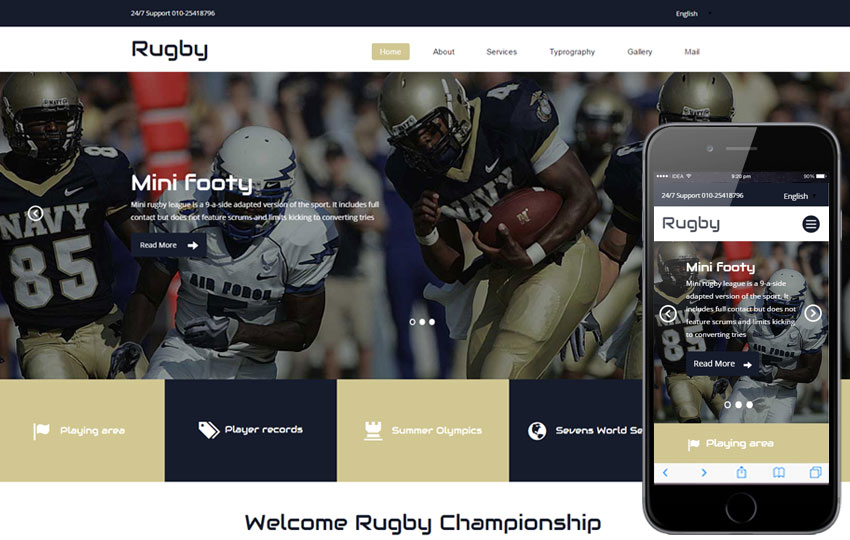 24/7 Support 010-25418796
English
Rugby
Home About Services Typrography Gallery Mail
NAVY
85
AIR FORCE
NAVY
Mini Footy
Mini rugby league is a 9-a-side adapted version of the sport. It includes full
contact but does not feature scrums and limits kicking to converting tries
Read More
Playing area
Player records
Summer Olympics
Sevens World Se
Welcome Rugby Championship
IDEA
9:20 pm
90%
24/7 Support 010-25418796
English
Rugby
Mini Footy
Mini rugby league is a 9-a-side
adapted version of the sport. It
includes full contact but does not
feature scrums and limits kicking
to converting tries
Read More
Playing area